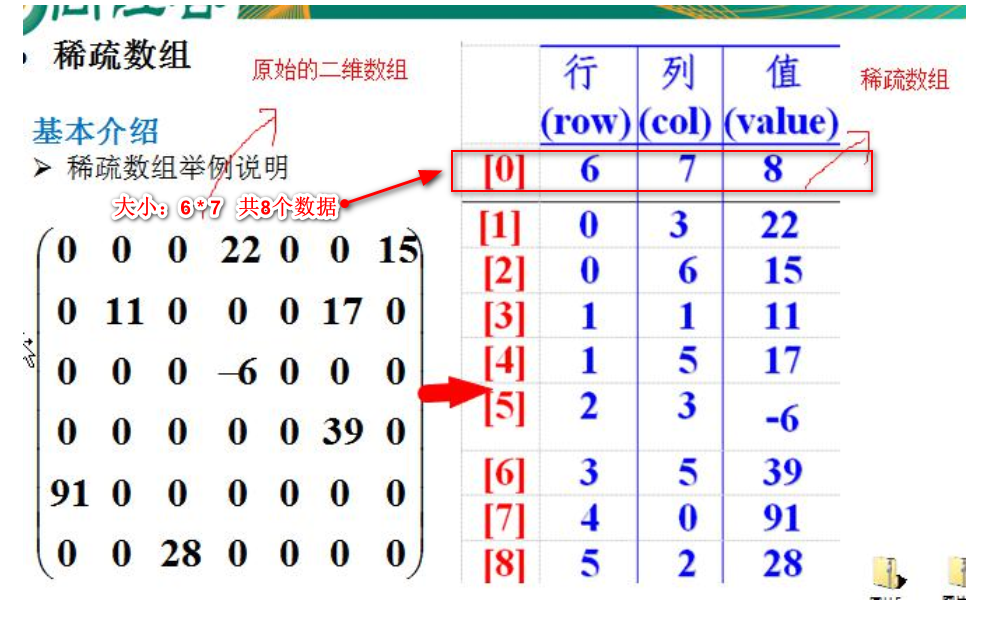 稀疏数组
原始的二维数组
基本介绍
➢ 稀疏数组举例说明
大小：6*7 共8个数据
0 0 0 22 0 0 15
0 11 0 0 0 17 0
0 0 0 –6 0 0 0
0 0 0 0 0 39 0
91 0 0 0 0 0 0
0 0 28 0 0 0 0
行 列 值
(row) (col) (value)
稀疏数组
[0] 6 7 8
[1] 0 3 22
[2] 0 6 15
[3] 1 1 11
[4] 1 5 17
[5] 2 3 -6
[6] 3 5 39
[7] 4 0 91
[8] 5 2 28